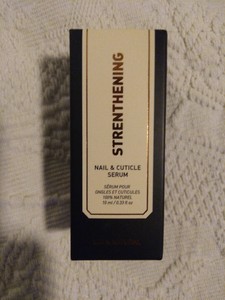 STRENTHENING
NAIL & CUTICLE
SERUM
SÉRUM POUR
ONGLES ET CUTICULES
100% NATUREL
10 ml / 0.33 fl oz